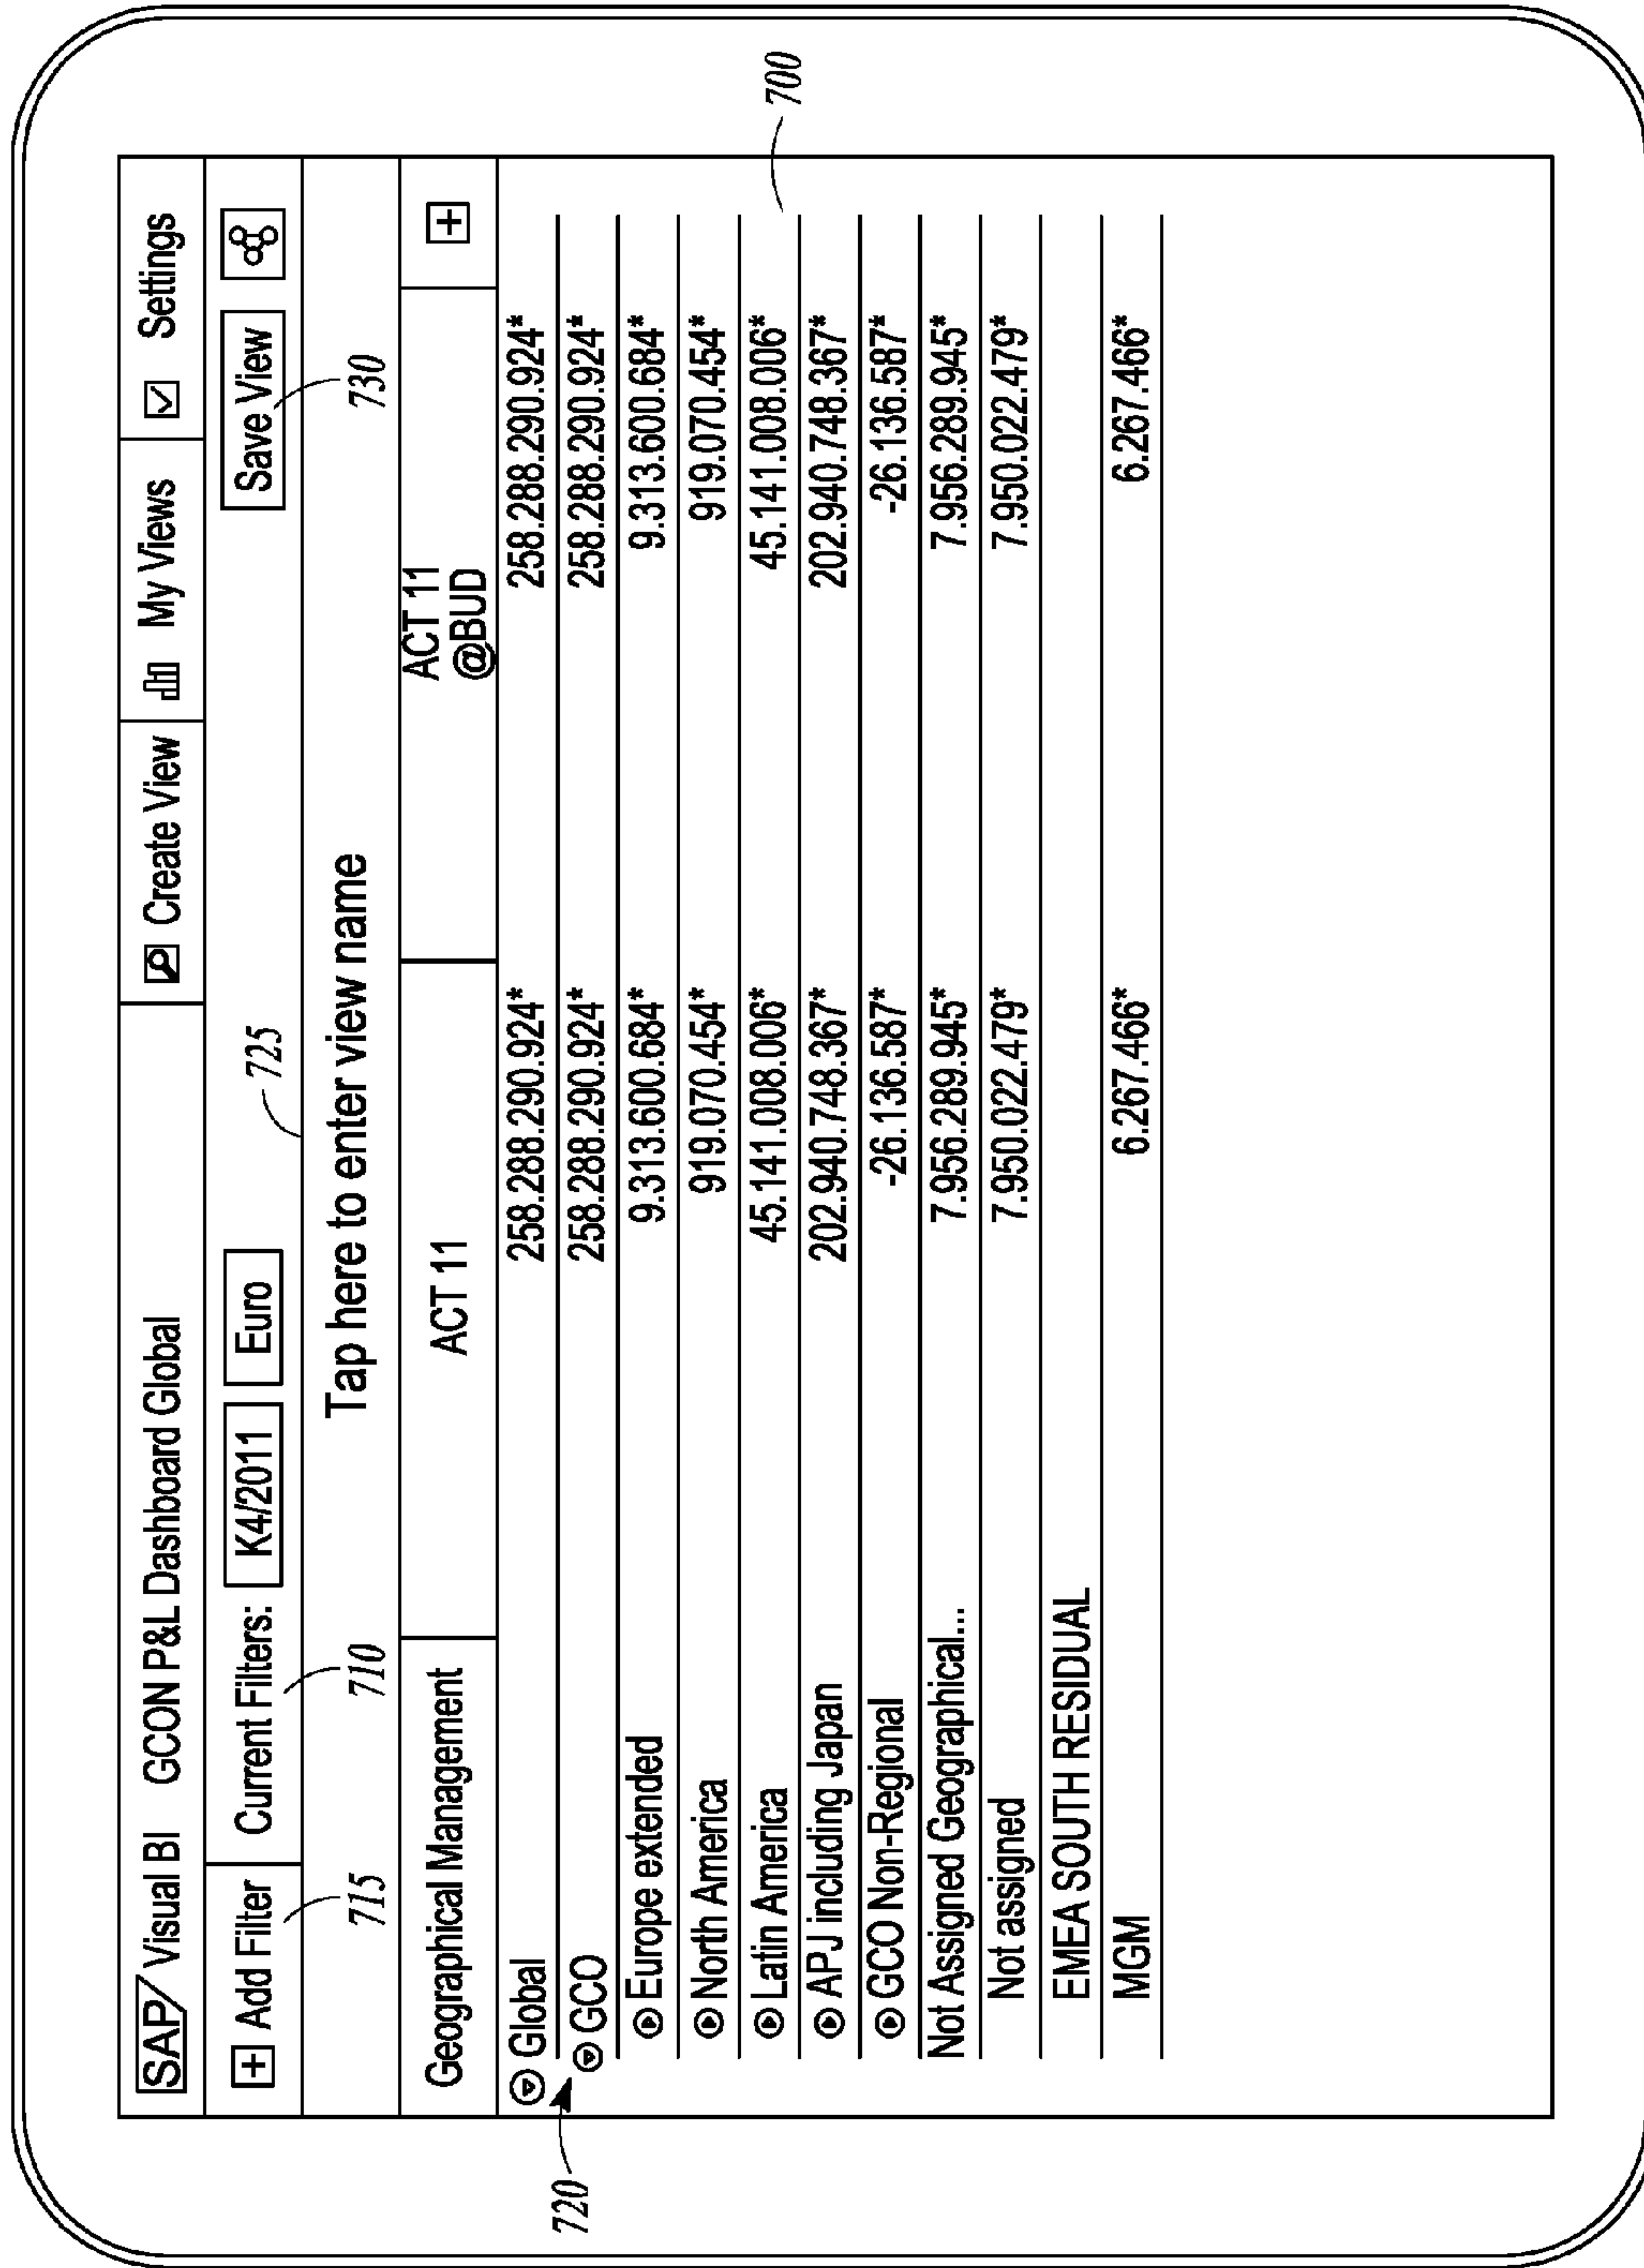 SAP Visual BI GCON P&L Dashboard Global Create View My Views Settings
Add Filter Current Filters: K4/2011 Euro Save View
715 710 725 730
Tap here to enter view name
Geographical Management ACT 11 ACT 11
@BUD
Global 258.288.290.924* 258.288.290.924*
720
GCO 258.288.290.924* 258.288.290.924*
Europe extended 9.313.600.684* 9.313.600.684*
North America 919.070.454* 919.070.454*
Latin America 45.141.008.006* 45.141.008.006*
700
APJ including Japan 202.940.748.367* 202.940.748.367*
GCO Non-Regional -26.136.587* -26.136.587*
Not Assigned Geographical... 7.956.289.945* 7.956.289.945*
Not assigned 7.950.022.479* 7.950.022.479*
EMEA SOUTH RESIDUAL
MGM 6.267.466* 6.267.466*